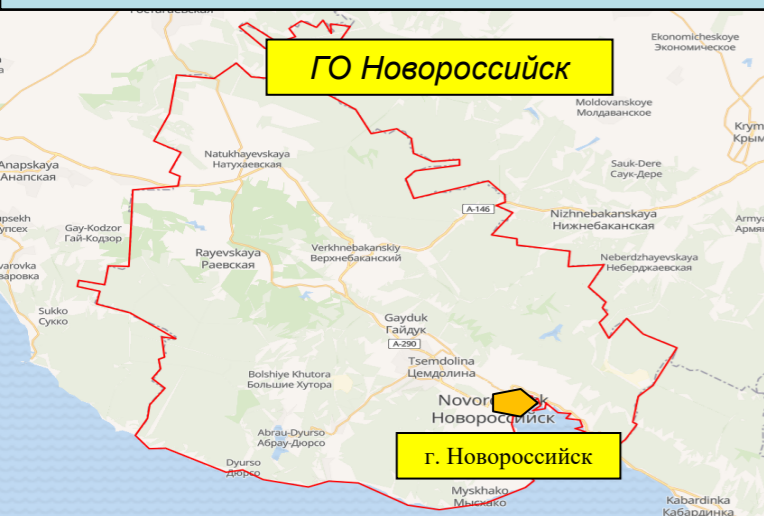 ГО Новороссийск
Ekonomicheskoye
Экономическое
Moldovanskoye
Молдаванское
Krym
Крым
Anapskaya
Анапская
Natukhayevskaya
Натухаевская
Sauk-Dere
Саук-Дере
A-146
Nizhnebakanskaya
Нижнебаканская
Армян
Gay-Kodzor
Гай-Кодзор
Rayevskaya
Раевская
Verkhnebakanskiy
Верхнебаканский
Neberdzhayevskaya
Неберджаевская
Sukko
Сукко
Gayduk
Гайдук
A-290
Tsemdolina
Цемдолина
Bolshiye Khutora
Большие Хутора
Новороссийск
Abrau-Dyurso
Абрау-Дюрсо
г. Новороссийск
Dyurso
Дюрсо
Myskhako
Мысхако
Kabardinka
Кабардинка